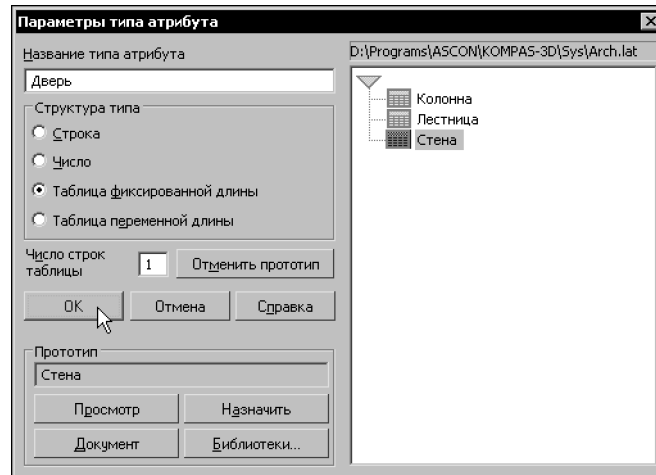 Параметры типа атрибута
Название типа атрибута
Дверь
Структура типа
Строка
Число
Таблица фиксированной длины
Таблица переменной длины
Число строк таблицы
1
Отменить прототип
OK
Отмена
Справка
Прототип
Стена
Просмотр
Назначить
Документ
Библиотеки...
D:\Programs\ASCON\KOMPAS-3D\Sys\Arch.lat
Колонна
Лестница
Стена